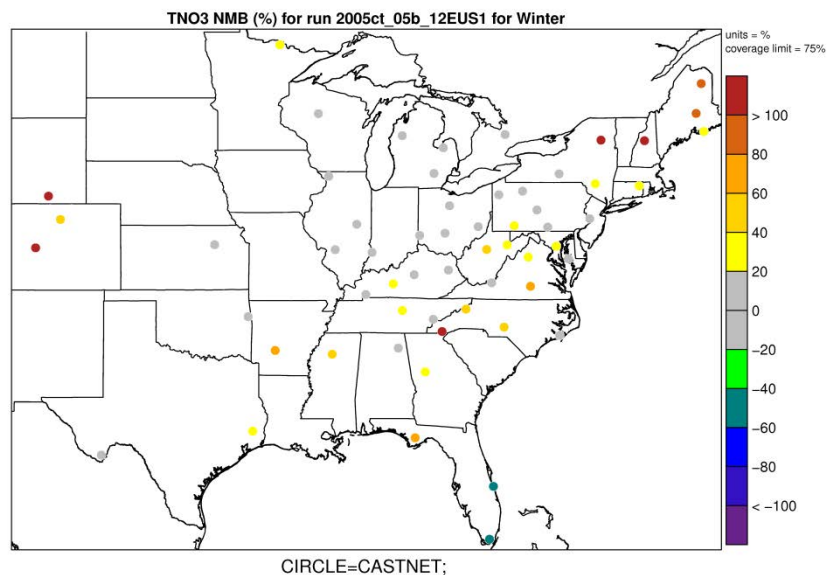 TNO3 NMB (%) for run 2005ct_05b_12EUS1 for Winter
units = %
coverage limit = 75%
> 100
80
60
40
20
0
−20
−40
−60
−80
< −100
CIRCLE=CASTNET;